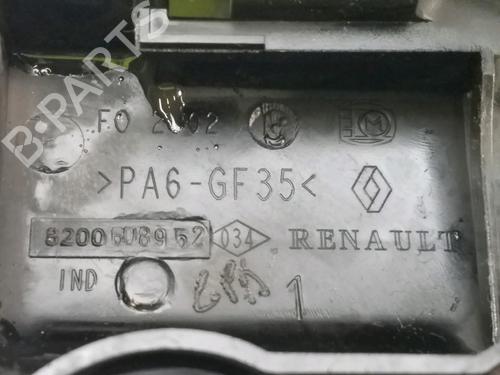 B-PARTS
FO 2002
>PA6-GF35<
8200608952 034 RENAULT
IND 1